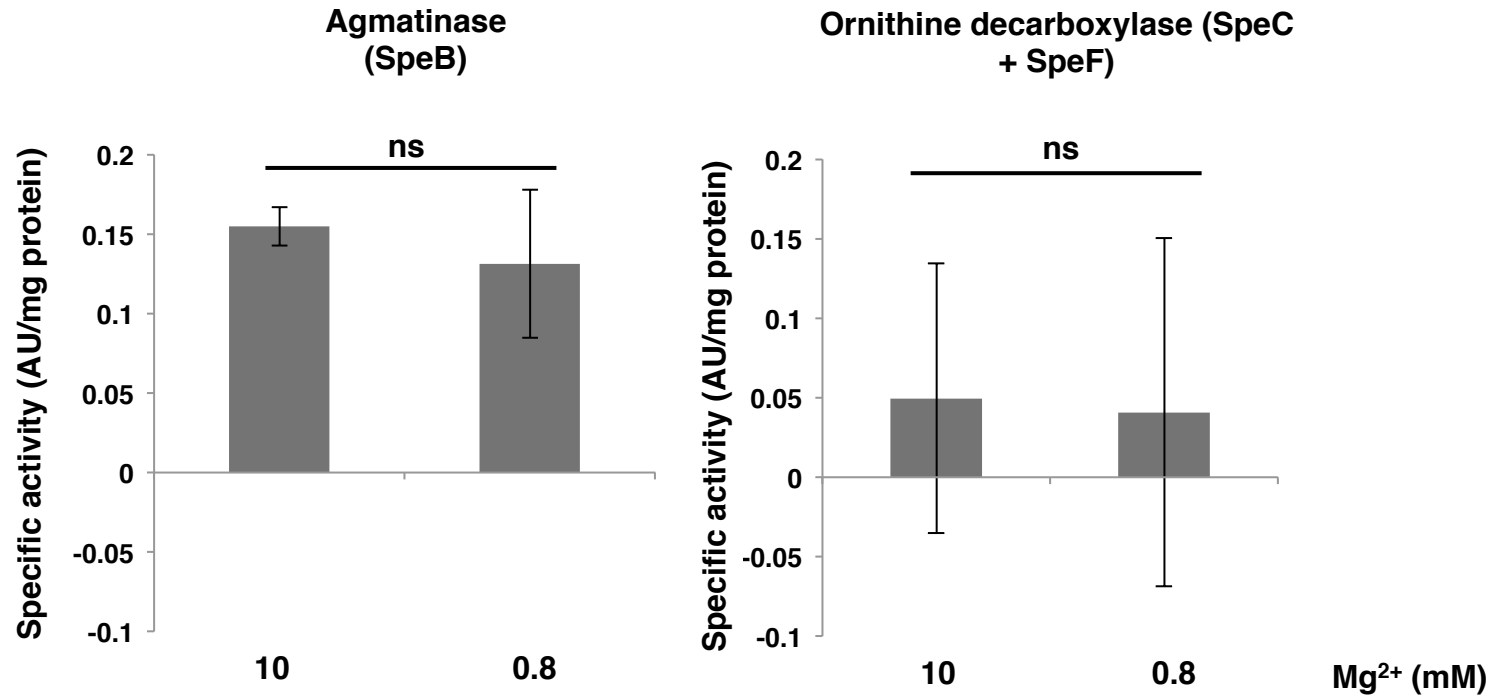 Agmatinase
(SpeB)
Specific activity (AU/mg protein)
0.2
0.15
0.1
0.05
0
-0.05
-0.1
ns
10
0.8
Ornithine decarboxylase (SpeC
+ SpeF)
Specific activity (AU/mg protein)
0.2
0.15
0.1
0.05
0
-0.05
-0.1
ns
10
0.8
Mg²⁺ (mM)